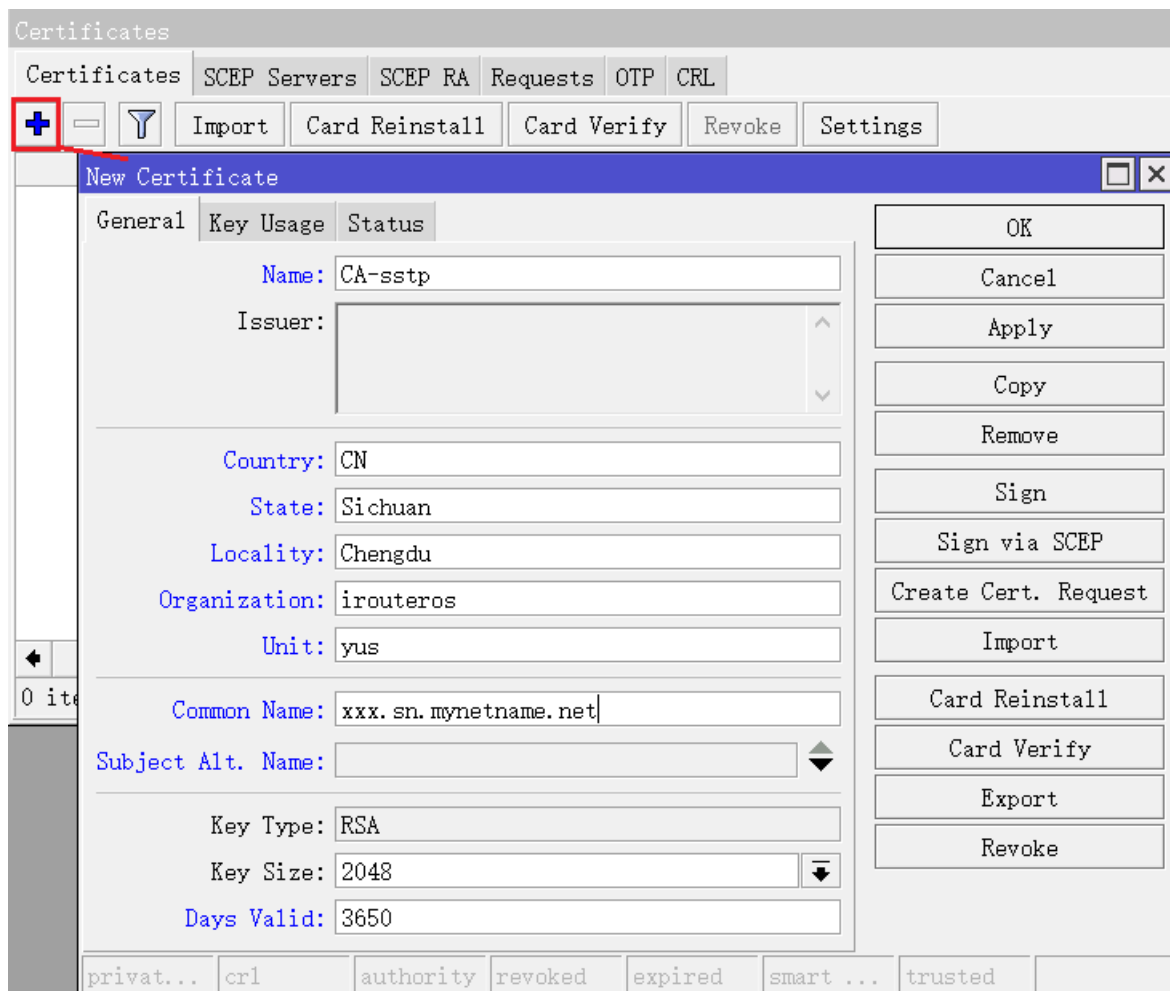 Certificates
Certificates SCEP Servers SCEP RA Requests OTP CRL
Import Card Reinstall Card Verify Revoke Settings
New Certificate
General Key Usage Status
OK
Name: CA-sstp
Cancel
Issuer:
Apply
Copy
Remove
Country: CN
State: Sichuan
Sign
Locality: Chengdu
Sign via SCEP
Organization: irouteros
Create Cert. Request
Unit: yus
Import
0 ite
Common Name: xxx.sn.mynetname.net
Card Reinstall
Subject Alt. Name:
Card Verify
Export
Key Type: RSA
Revoke
Key Size: 2048
Days Valid: 3650
privat... crl authority revoked expired smart ... trusted